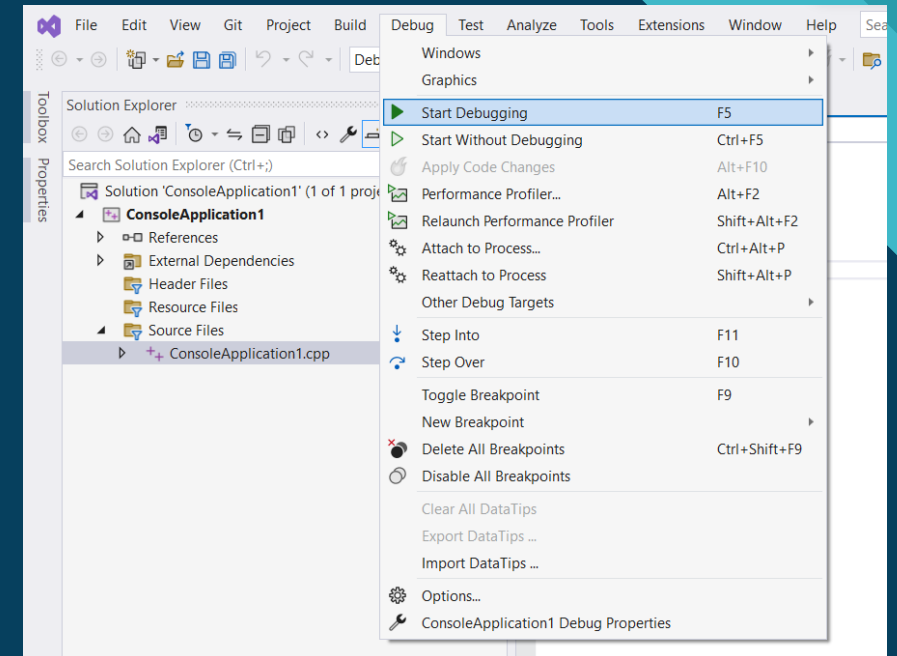 File Edit View Git Project Build Debug Test Analyze Tools Extensions Window Help Sea
Deb
Toolbox
Properties
Solution Explorer
Search Solution Explorer (Ctrl+;)
Solution 'ConsoleApplication1' (1 of 1 proje
ConsoleApplication1
References
External Dependencies
Header Files
Resource Files
Source Files
ConsoleApplication1.cpp
Windows
Graphics
Start Debugging F5
Start Without Debugging Ctrl+F5
Apply Code Changes Alt+F10
Performance Profiler... Alt+F2
Relaunch Performance Profiler Shift+Alt+F2
Attach to Process... Ctrl+Alt+P
Reattach to Process Shift+Alt+P
Other Debug Targets
Step Into F11
Step Over F10
Toggle Breakpoint F9
New Breakpoint
Delete All Breakpoints Ctrl+Shift+F9
Disable All Breakpoints
Clear All DataTips
Export DataTips ...
Import DataTips ...
Options...
ConsoleApplication1 Debug Properties